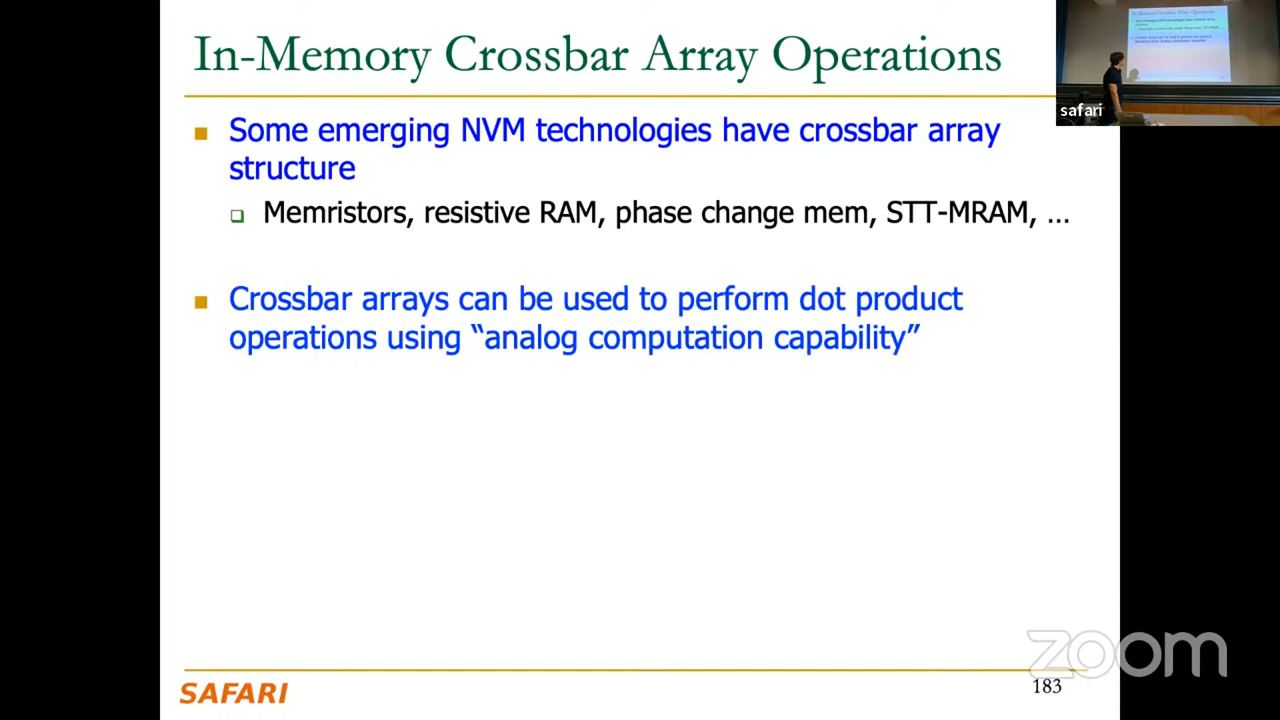 In-Memory Crossbar Array Operations
safari
■ Some emerging NVM technologies have crossbar array
structure
❑ Memristors, resistive RAM, phase change mem, STT-MRAM, ...
■ Crossbar arrays can be used to perform dot product
operations using “analog computation capability”
zoom
SAFARI
183